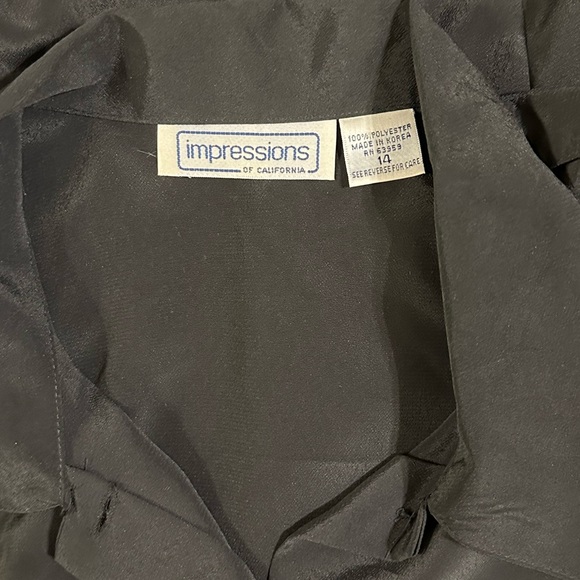 impressions
OF CALIFORNIA
100% POLYESTER
MADE IN KOREA
RN 63959
14
SEE REVERSE FOR CARE